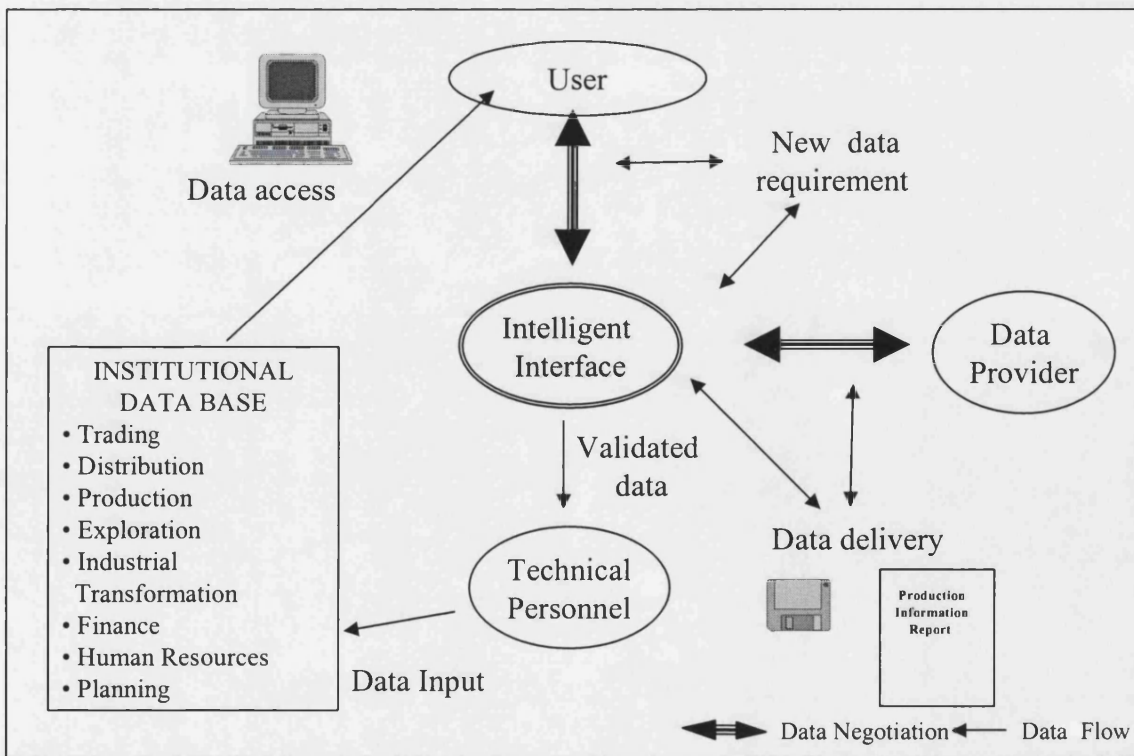 User
Data access
New data
requirement
Intelligent
Interface
Data
Provider
INSTITUTIONAL
DATA BASE
• Trading
• Distribution
• Production
• Exploration
• Industrial
Transformation
• Finance
• Human Resources
• Planning
Validated
data
Technical
Personnel
Data Input
Data delivery
Production
Information
Report
Data Negotiation
Data Flow